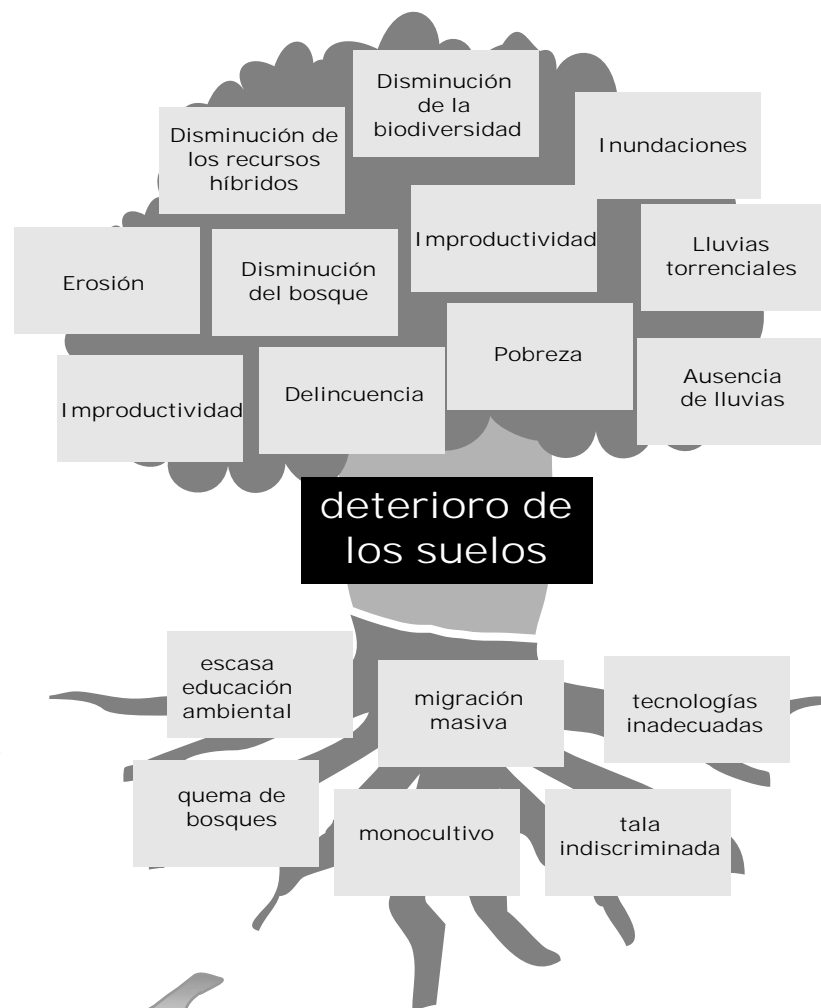 Disminución
de la
biodiversidad
Disminución de
los recursos
híbridos
Inundaciones
Improductividad
Lluvias
torrenciales
Erosión
Disminución
del bosque
Pobreza
Ausencia
de lluvias
Improductividad
Delincuencia
deterioro de
los suelos
escasa
educación
ambiental
migración
masiva
tecnologías
inadecuadas
quema de
bosques
monocultivo
tala
indiscriminada